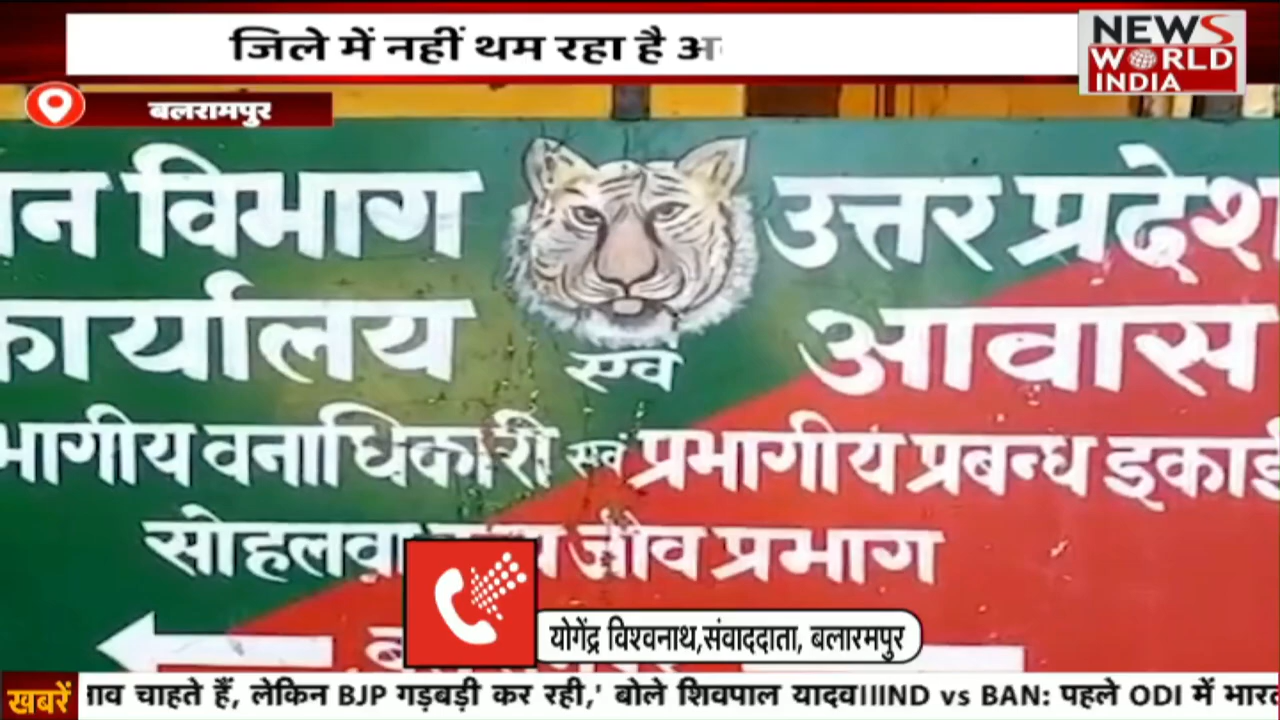 जिले में नहीं थम रहा है
NEWS
WORLD
INDIA
बलरामपुर
विभाग उत्तर प्रदेश
कार्यालय एवं आवास
वनाधिकारी एवं प्रभागीय प्रबन्ध इकाई
सोहलवा जीव प्रभाग
योगेंद्र विश्वनाथ,संवाददाता, बलारमपुर
खबरें
चाहते हैं, लेकिन BJP गड़बड़ी कर रही,' बोले शिवपाल यादव।।।IND vs BAN: पहले ODI में